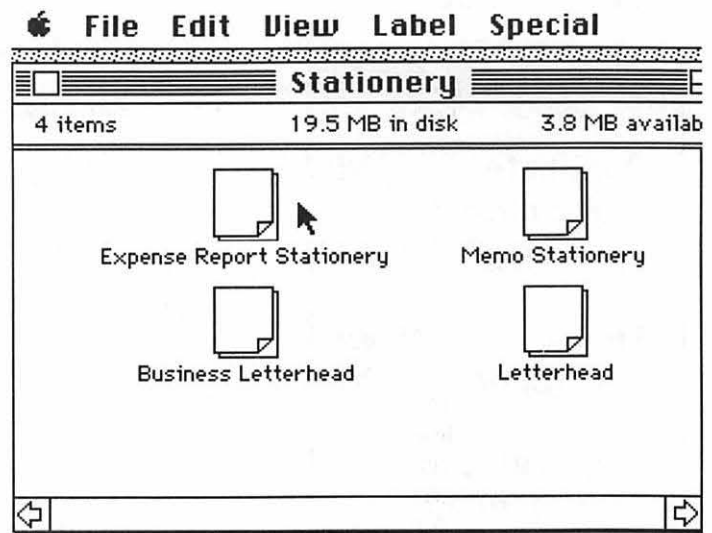 File Edit View Label Special
Stationery
4 items 19.5 MB in disk 3.8 MB availab
Expense Report Stationery Memo Stationery
Business Letterhead Letterhead